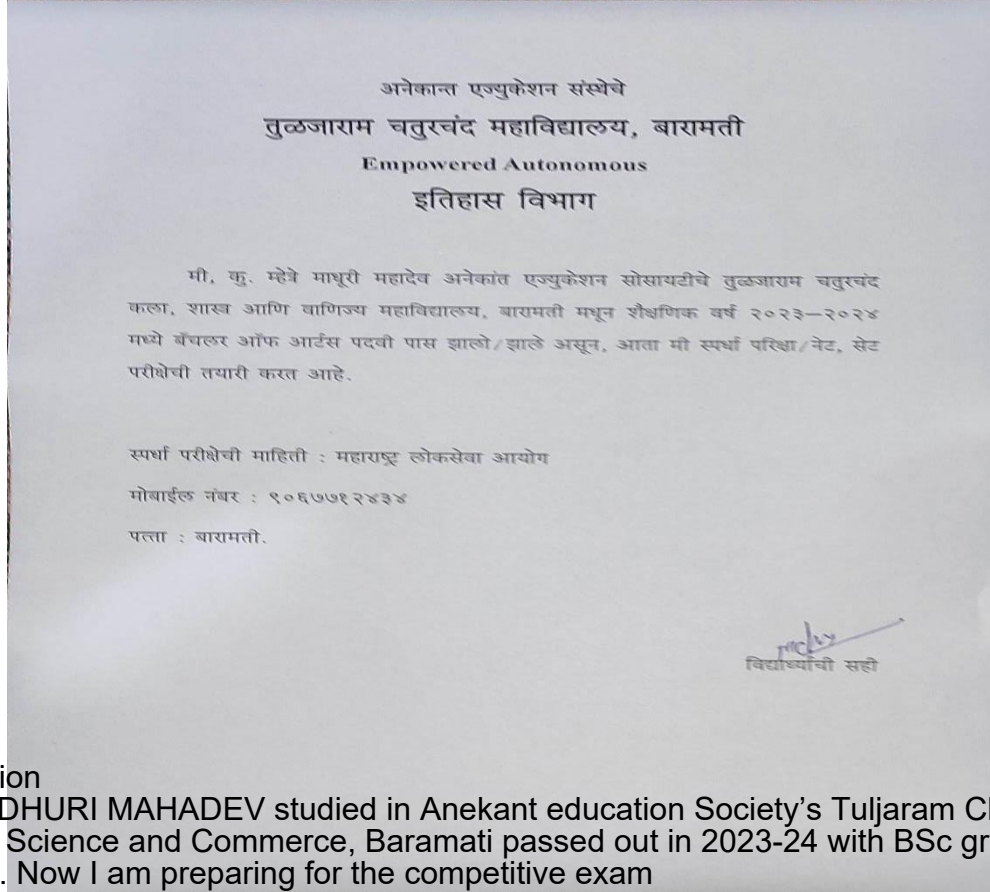 अनेकान्त एज्युकेशन संस्थेचे
तुळजाराम चतुरचंद महाविद्यालय, बारामती
Empowered Autonomous
इतिहास विभाग
मी, कु. म्हेत्रे माधूरी महादेव अनेकांत एज्युकेशन सोसायटीचे तुळजाराम चतुरचंद
कला, शास्त्र आणि वाणिज्य महाविद्यालय, बारामती मधून शैक्षणिक वर्ष २०२३–२०२४
मध्ये बॅचलर ऑफ आर्टस पदवी पास झालो/झाले असून, आता मी स्पर्धा परिक्षा/नेट, सेट
परीक्षेची तयारी करत आहे.
स्पर्धा परीक्षेची माहिती : महाराष्ट्र लोकसेवा आयोग
मोबाईल नंबर : ९०६७७१२४३४
पत्ता : बारामती.
विद्यार्थ्याची सही
ion
DHURI MAHADEV studied in Anekant education Society’s Tuljaram C
Science and Commerce, Baramati passed out in 2023-24 with BSc gr
. Now I am preparing for the competitive exam